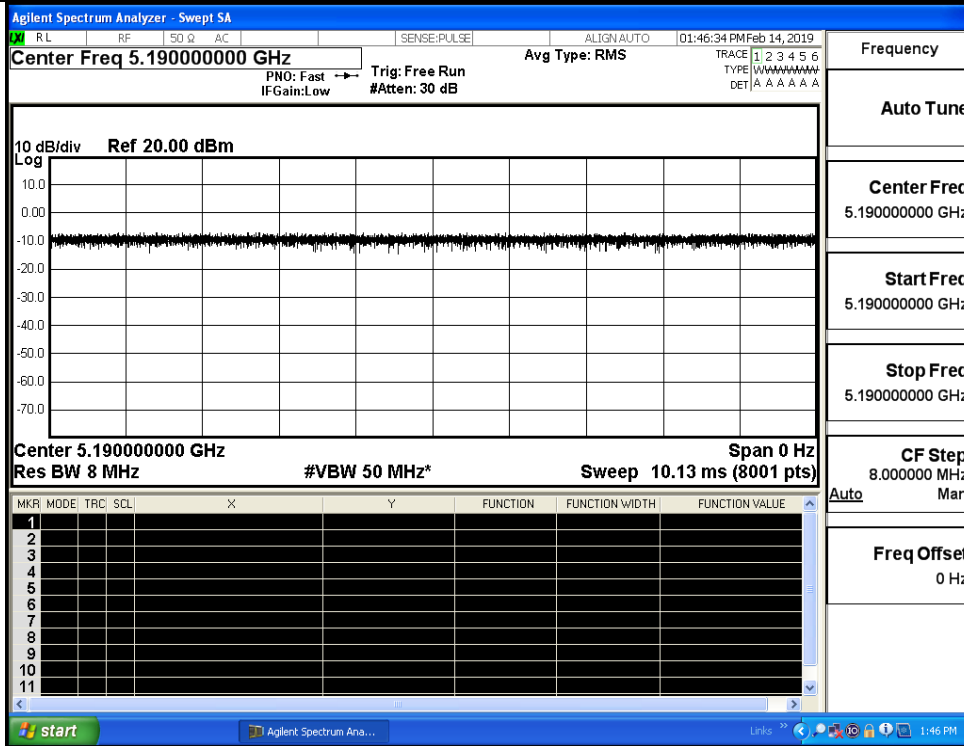 Agilent Spectrum Analyzer - Swept SA
LXI RL RF 50 Ω AC SENSE:PULSE ALIGNAUTO 01:46:34 PMFeb 14, 2019
Center Freq 5.190000000 GHz
Avg Type: RMS
TRACE 1 2 3 4 5 6
PNO: Fast
Trig: Free Run
TYPE WWWWWW
IFGain:Low
#Atten: 30 dB
DET A A A A A A
10 dB/div Ref 20.00 dBm
Log
10.0
0.00
-10.0
-20.0
-30.0
-40.0
-50.0
-60.0
-70.0
Center 5.190000000 GHz Span 0 Hz
Res BW 8 MHz #VBW 50 MHz* Sweep 10.13 ms (8001 pts)
MKR MODE TRC SCL X Y FUNCTION FUNCTION WIDTH FUNCTION VALUE
1
2
3
4
5
6
7
8
9
10
11
Frequency
Auto Tune
Center Freq
5.190000000 GHz
Start Freq
5.190000000 GHz
Stop Freq
5.190000000 GHz
CF Step
8.000000 MHz
Auto Man
Freq Offset
0 Hz
start Agilent Spectrum Ana... Links » 1:46 PM